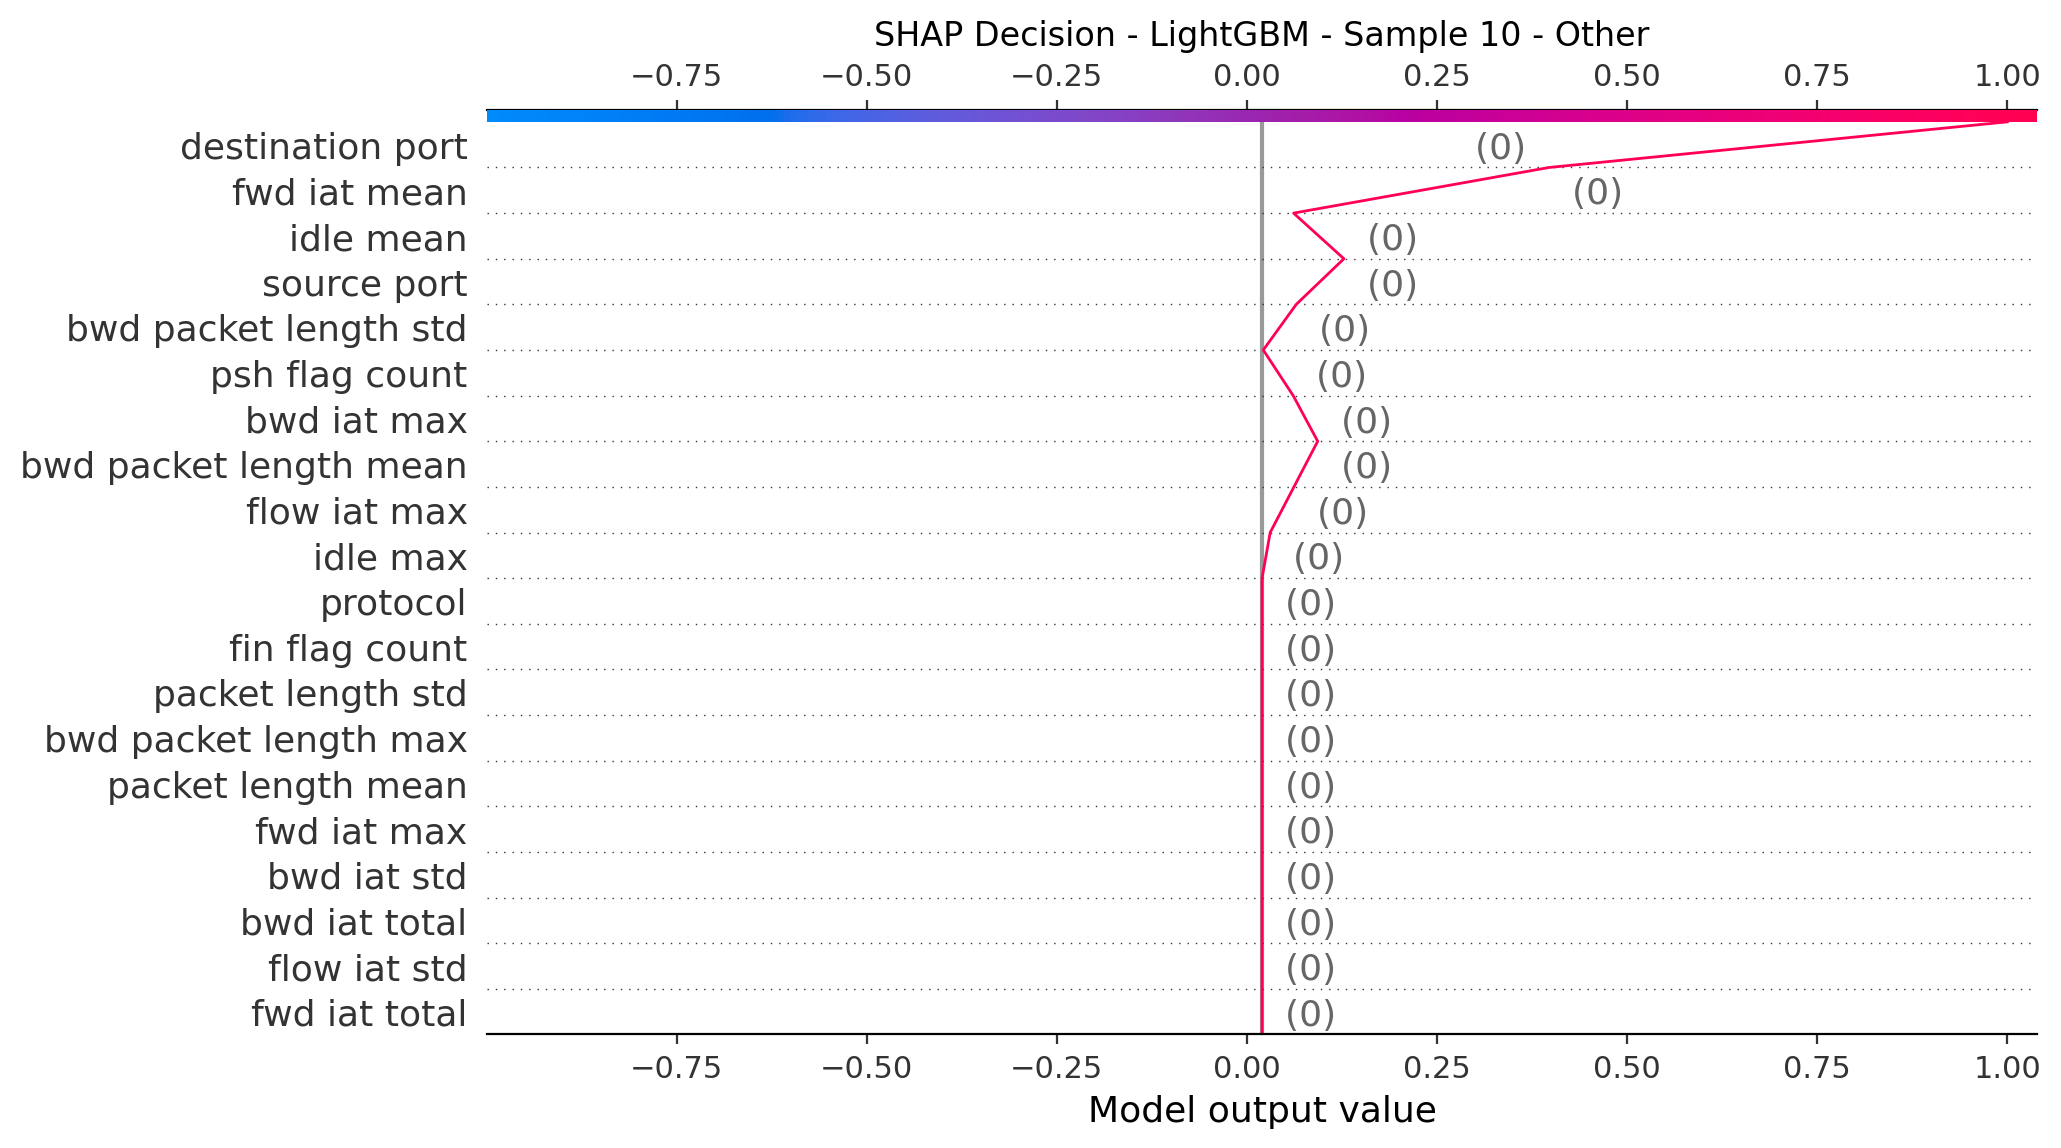 SHAP Decision - LightGBM - Sample 10 - Other
−0.75 −0.50 −0.25 0.00 0.25 0.50 0.75 1.00
destination port (0)
fwd iat mean (0)
idle mean (0)
source port (0)
bwd packet length std (0)
psh flag count (0)
bwd iat max (0)
bwd packet length mean (0)
flow iat max (0)
idle max (0)
protocol (0)
fin flag count (0)
packet length std (0)
bwd packet length max (0)
packet length mean (0)
fwd iat max (0)
bwd iat std (0)
bwd iat total (0)
flow iat std (0)
fwd iat total (0)
−0.75 −0.50 −0.25 0.00 0.25 0.50 0.75 1.00
Model output value